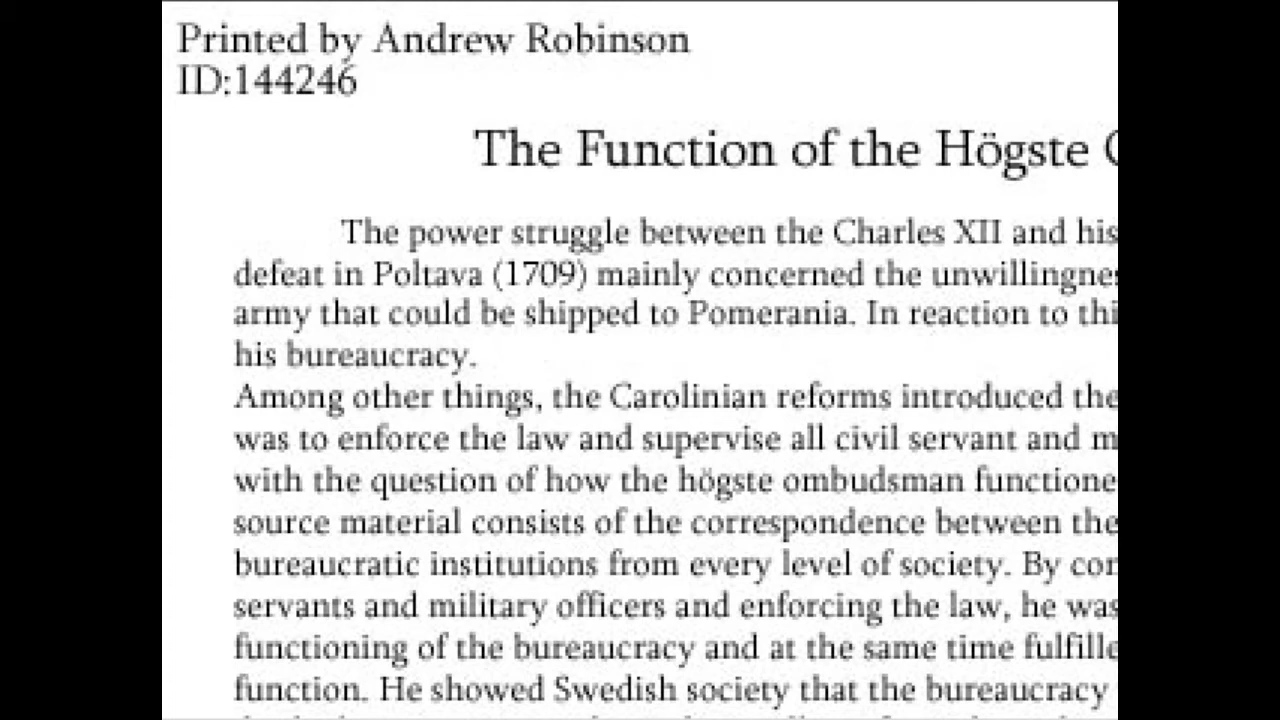 Printed by Andrew Robinson
ID:144246
The Function of the Högste
The power struggle between the Charles XII and his
defeat in Poltava (1709) mainly concerned the
army that could be shipped to Pomerania. In reaction to
his bureaucracy.
Among other things, the Carolinian reforms introduced the
was to enforce the law and supervise all civil servant and
with the question of how the högste ombudsman
source material consists of the correspondence between the
bureaucratic institutions from every level of society. By
servants and military officers and enforcing the law, he was
functioning of the bureaucracy and at the same time
function. He showed Swedish society that the bureaucracy